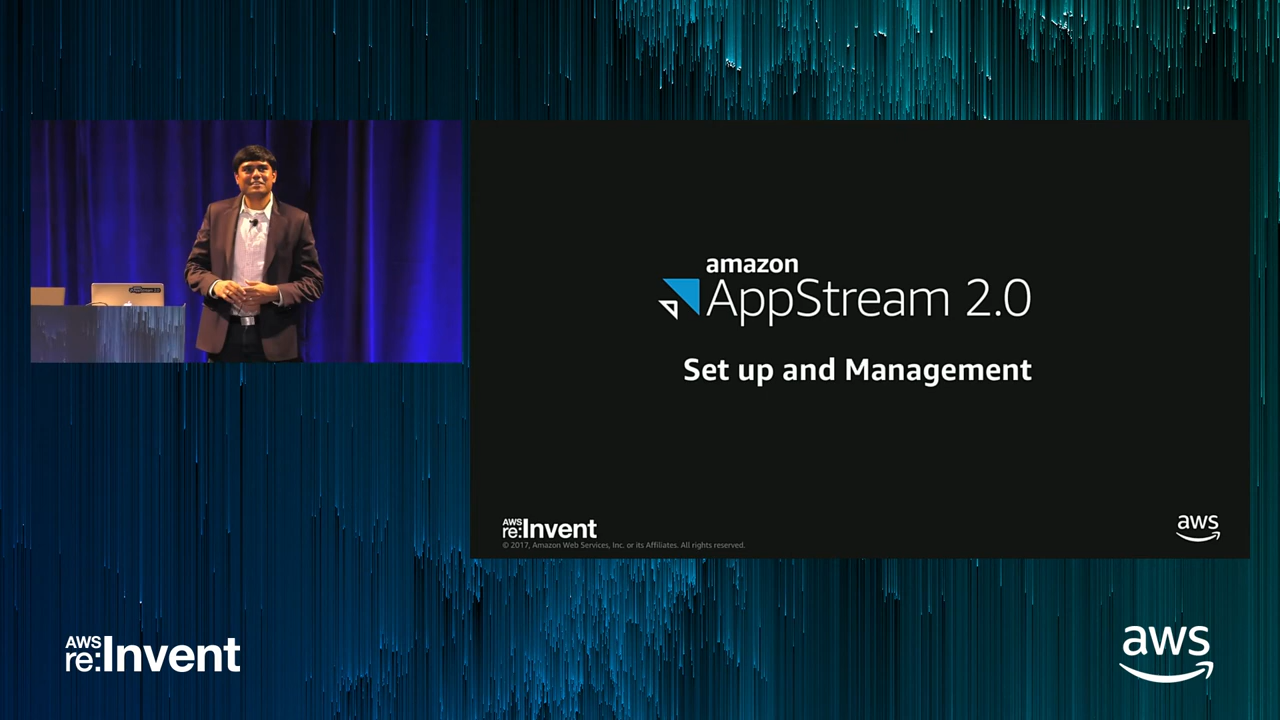 amazon
AppStream 2.0
Set up and Management
AWS
re:Invent
© 2017, Amazon Web Services, Inc. or its Affiliates. All rights reserved.
aws
AWS
re:Invent
aws